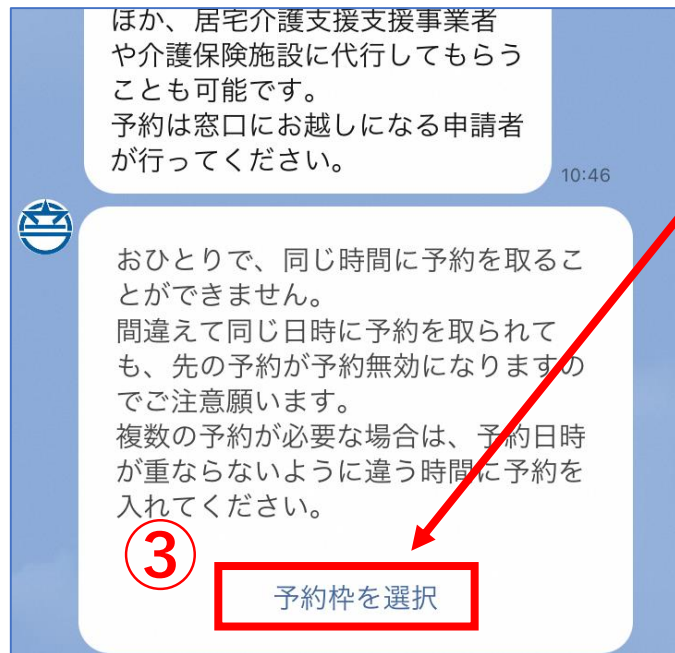 ほか、居宅介護支援支援事業者
や介護保険施設に代行してもらう
ことも可能です。
予約は窓口にお越しになる申請者
が行ってください。
10:46
おひとりで、同じ時間に予約を取るこ
とができません。
間違えて同じ日時に予約を取られて
も、先の予約が予約無効になりますの
でご注意願います。
複数の予約が必要な場合は、予約日時
が重ならないように違う時間に予約を
入れてください。
③
予約枠を選択